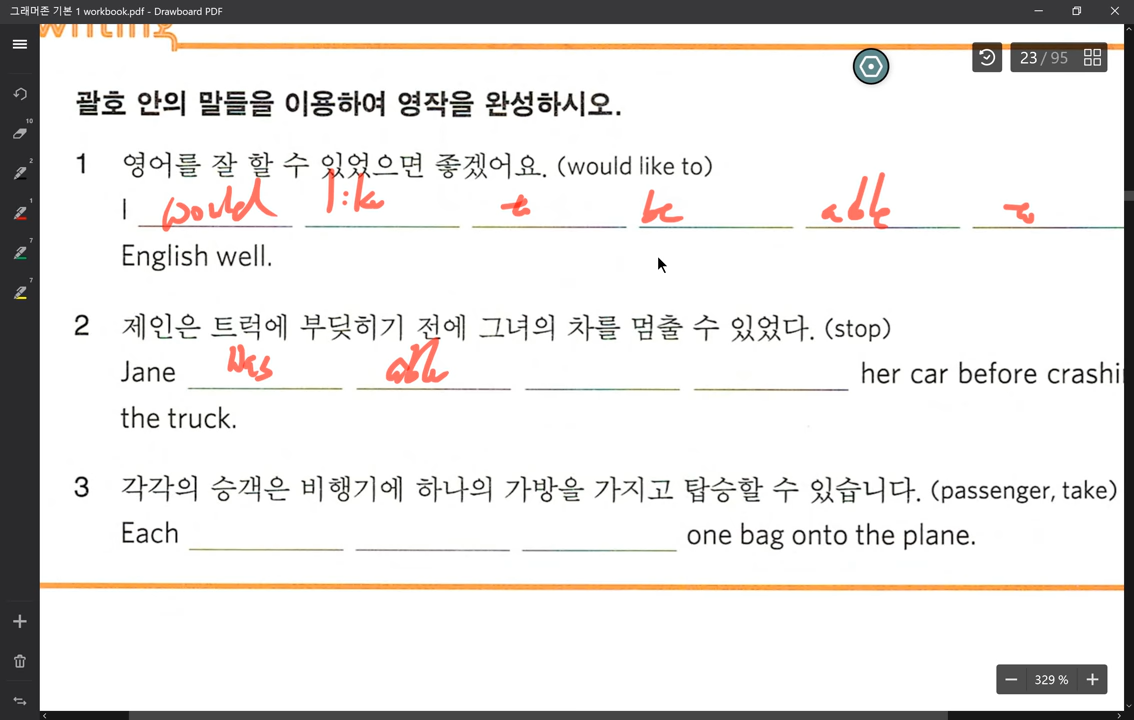 그래머존 기본 1 workbook.pdf - Drawboard PDF
Writing
23 / 95
괄호 안의 말들을 이용하여 영작을 완성하시오.
1 영어를 잘 할 수 있었으면 좋겠어요. (would like to)
I would like to be able to
English well.
2 제인은 트럭에 부딪히기 전에 그녀의 차를 멈출 수 있었다. (stop)
Jane was able her car before crashi
the truck.
3 각각의 승객은 비행기에 하나의 가방을 가지고 탑승할 수 있습니다. (passenger, take)
Each one bag onto the plane.
10
2
1
7
7
329 %